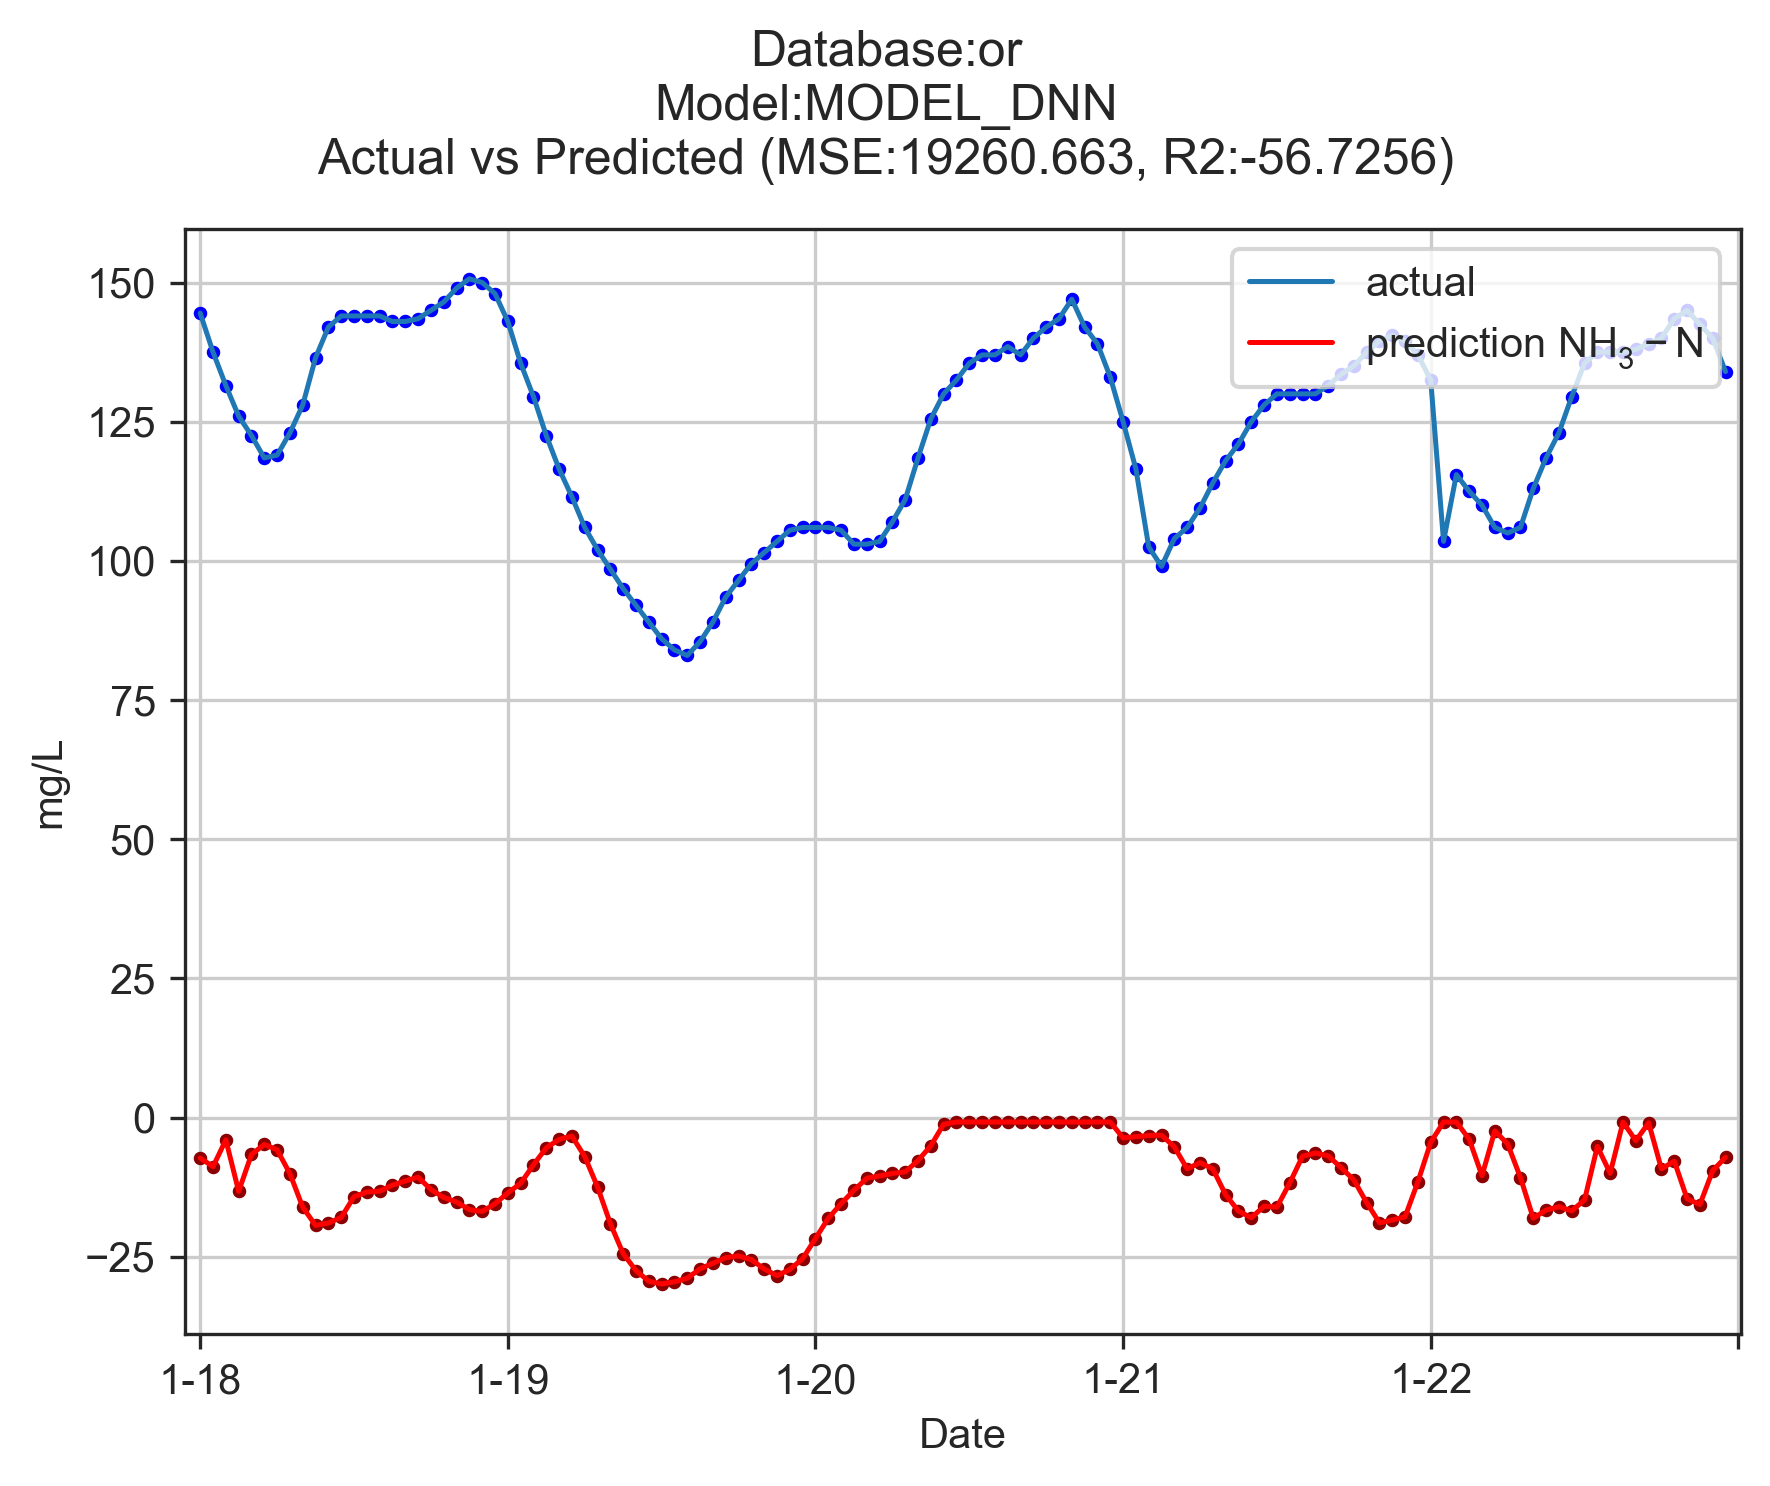 Database:or
Model:MODEL_DNN
Actual vs Predicted (MSE:19260.663, R2:-56.7256)
actual
prediction NH₃ − N
150
125
100
75
50
25
0
−25
mg/L
1-18 1-19 1-20 1-21 1-22
Date